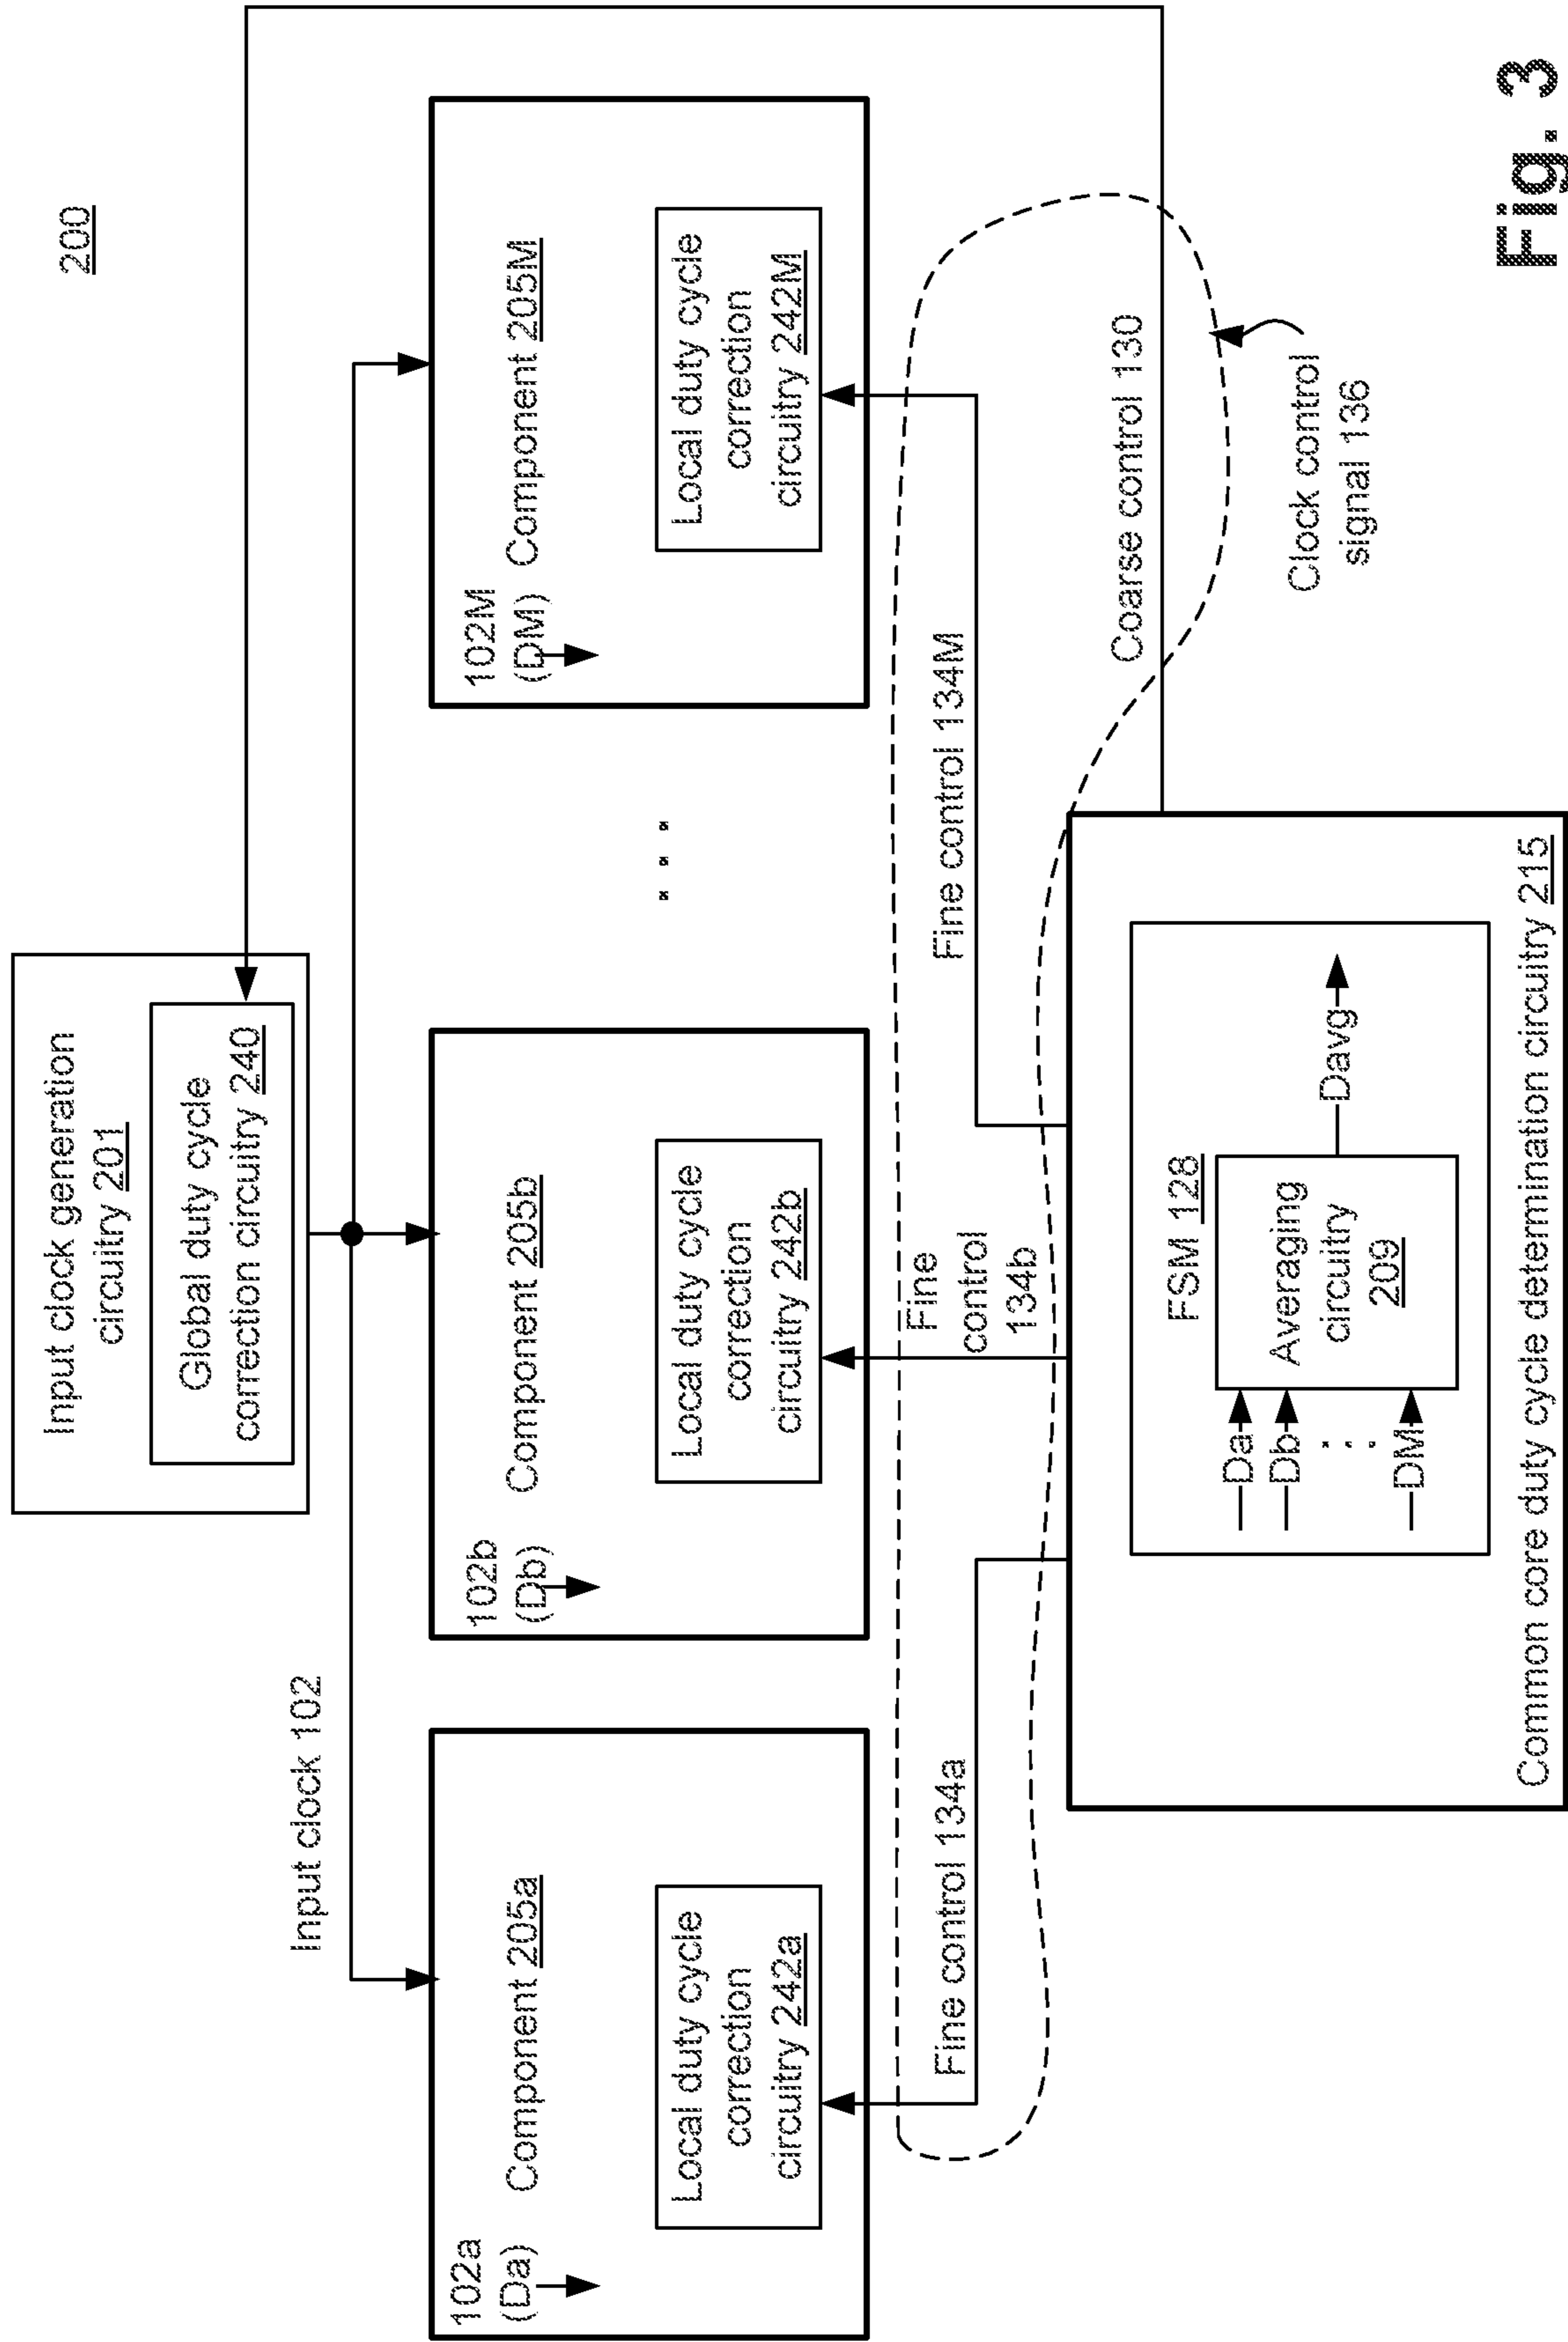 200
Input clock generation
circuitry 201
Global duty cycle
correction circuitry 240
Input clock 102
102a
(Da)
Component 205a
Local duty cycle
correction
circuitry 242a
102b
(Db)
Component 205b
Local duty cycle
correction
circuitry 242b
. . .
102M
(DM)
Component 205M
Local duty cycle
correction
circuitry 242M
Fine control 134a
Fine
control
134b
Fine control 134M
Coarse control 130
Clock control
signal 136
FSM 128
Da
Db
. . .
DM
Averaging
circuitry
209
Davg
Common core duty cycle determination circuitry 215
Fig. 3